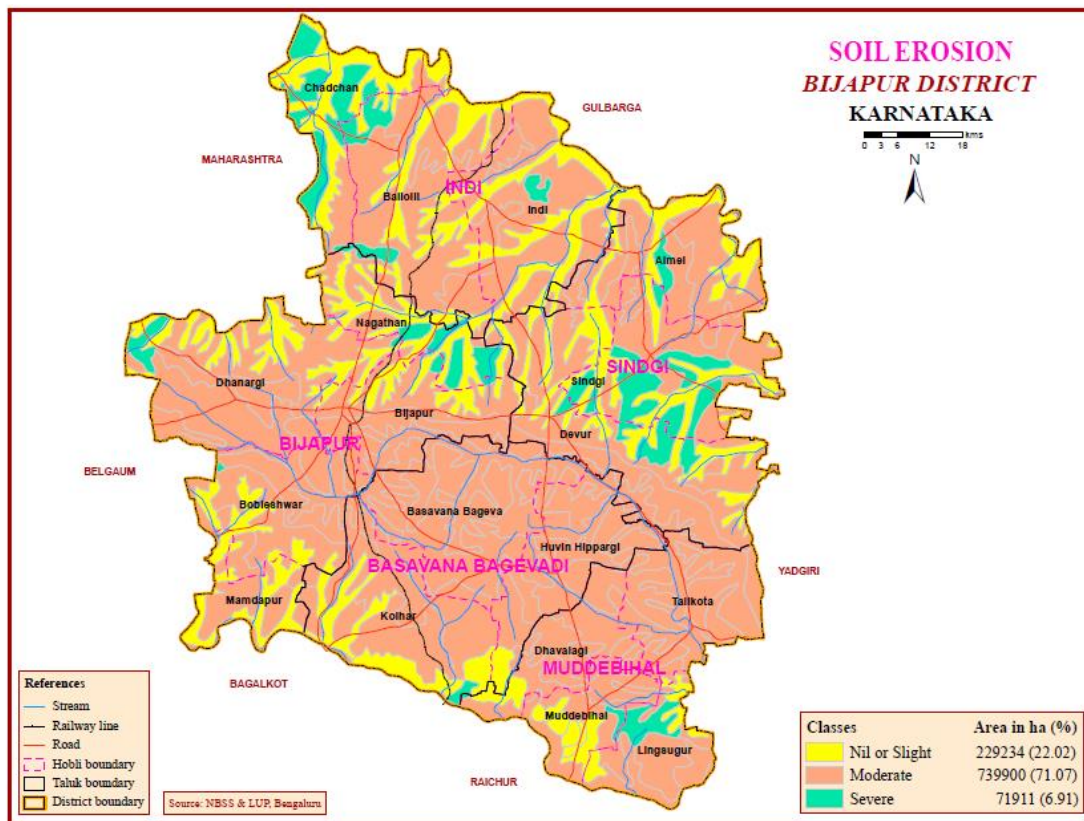 SOIL EROSION
BIJAPUR DISTRICT
KARNATAKA
0 3 6 12 18 kms
N
GULBARGA
MAHARASHTRA
Chadchan
INDI
Ballolli
Indi
Almel
Nagathan
Dhanargi
SINDGI
Sindgi
Bijapur
Devur
BIJAPUR
BELGAUM
Bobleshwar
Basavana Bageva
Huvin Hippargi
BASAVANA BAGEVADI
YADGIRI
Mamdapur
Kolhar
Talikota
Dhavalagi
MUDDEBIHAL
BAGALKOT
Muddebihal
Lingsugur
RAICHUR
References
Stream
Railway line
Road
Hobli boundary
Taluk boundary
District boundary
Source: NBSS & LUP, Bengaluru
Classes Area in ha (%)
Nil or Slight 229234 (22.02)
Moderate 739900 (71.07)
Severe 71911 (6.91)